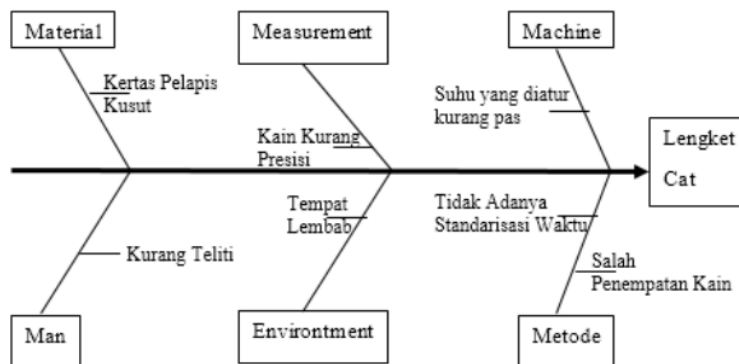 Material
Measurement
Machine
Kertas Pelapis
Kusut
Suhu yang diatur
kurang pas
Kain Kurang
Presisi
Lengket
Cat
Tempat
Lembab
Tidak Adanya
Standarisasi Waktu
Kurang Teliti
Salah
Penempatan Kain
Man
Environtment
Metode